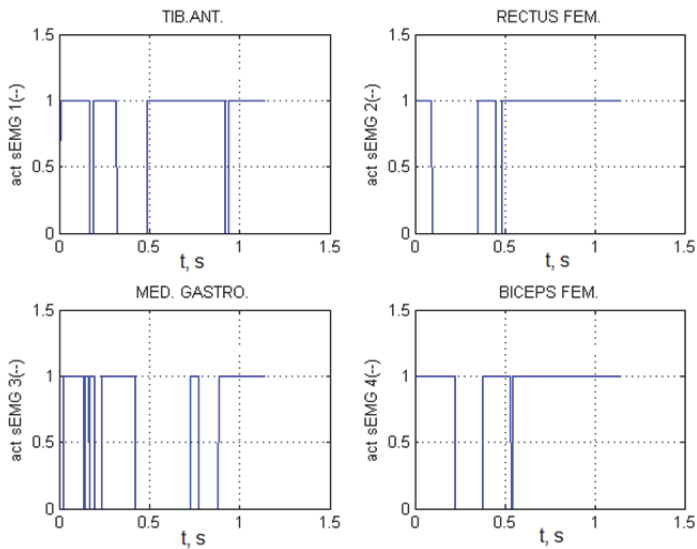 TIB.ANT.
1.5
1
0.5
0
act sEMG 1(--)
0 0.5 1 1.5
t, s
RECTUS FEM.
1.5
1
0.5
0
act sEMG 2(--)
0 0.5 1 1.5
t, s
MED. GASTRO.
1.5
1
0.5
0
act sEMG 3(--)
0 0.5 1 1.5
t, s
BICEPS FEM.
1.5
1
0.5
0
act sEMG 4(--)
0 0.5 1 1.5
t, s